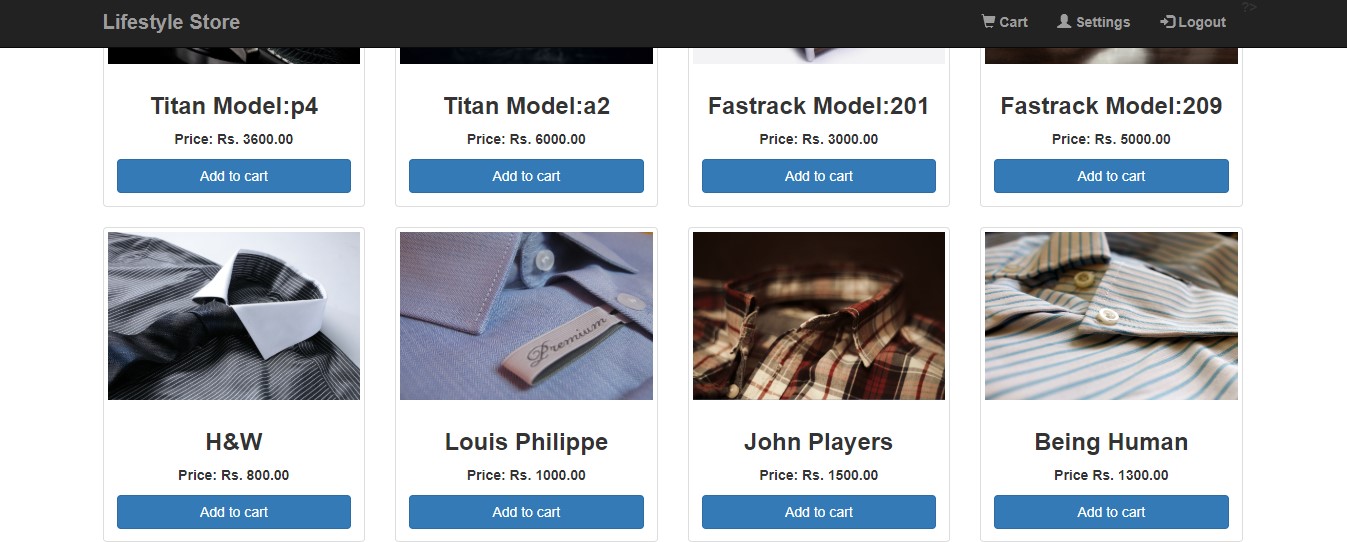 Lifestyle Store
Cart
Settings
Logout
?>
Titan Model:p4
Price: Rs. 3600.00
Add to cart
Titan Model:a2
Price: Rs. 6000.00
Add to cart
Fastrack Model:201
Price: Rs. 3000.00
Add to cart
Fastrack Model:209
Price: Rs. 5000.00
Add to cart
H&W
Price: Rs. 800.00
Add to cart
Premium
Louis Philippe
Price: Rs. 1000.00
Add to cart
John Players
Price: Rs. 1500.00
Add to cart
Being Human
Price Rs. 1300.00
Add to cart